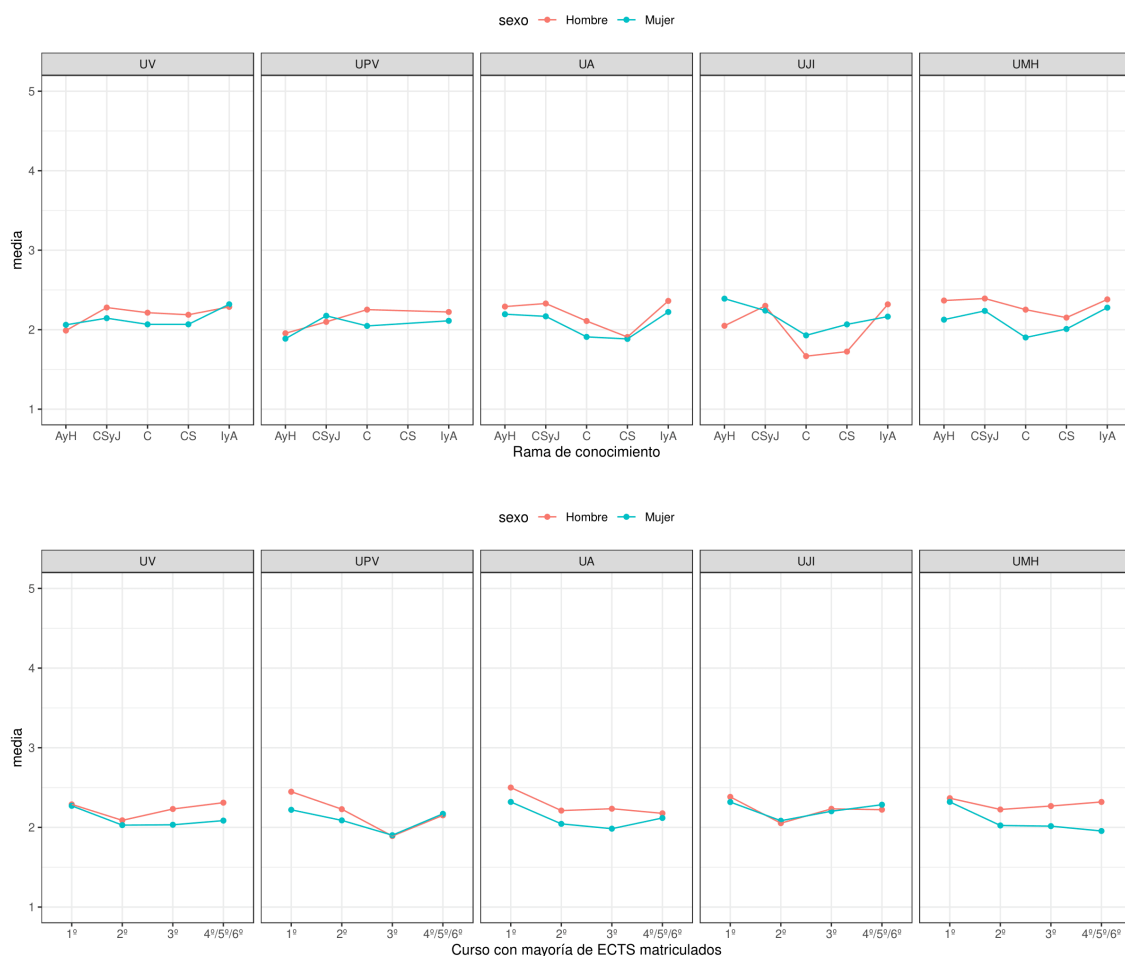 sexo Hombre Mujer
UV UPV UA UJI UMH
5
4
3
2
1
media
AyH CSyJ C CS IyA AyH CSyJ C CS IyA AyH CSyJ C CS IyA AyH CSyJ C CS IyA AyH CSyJ C CS IyA
Rama de conocimiento
sexo Hombre Mujer
UV UPV UA UJI UMH
5
4
3
2
1
media
1º 2º 3º 4º/5º/6º 1º 2º 3º 4º/5º/6º 1º 2º 3º 4º/5º/6º 1º 2º 3º 4º/5º/6º 1º 2º 3º 4º/5º/6º
Curso con mayoría de ECTS matriculados